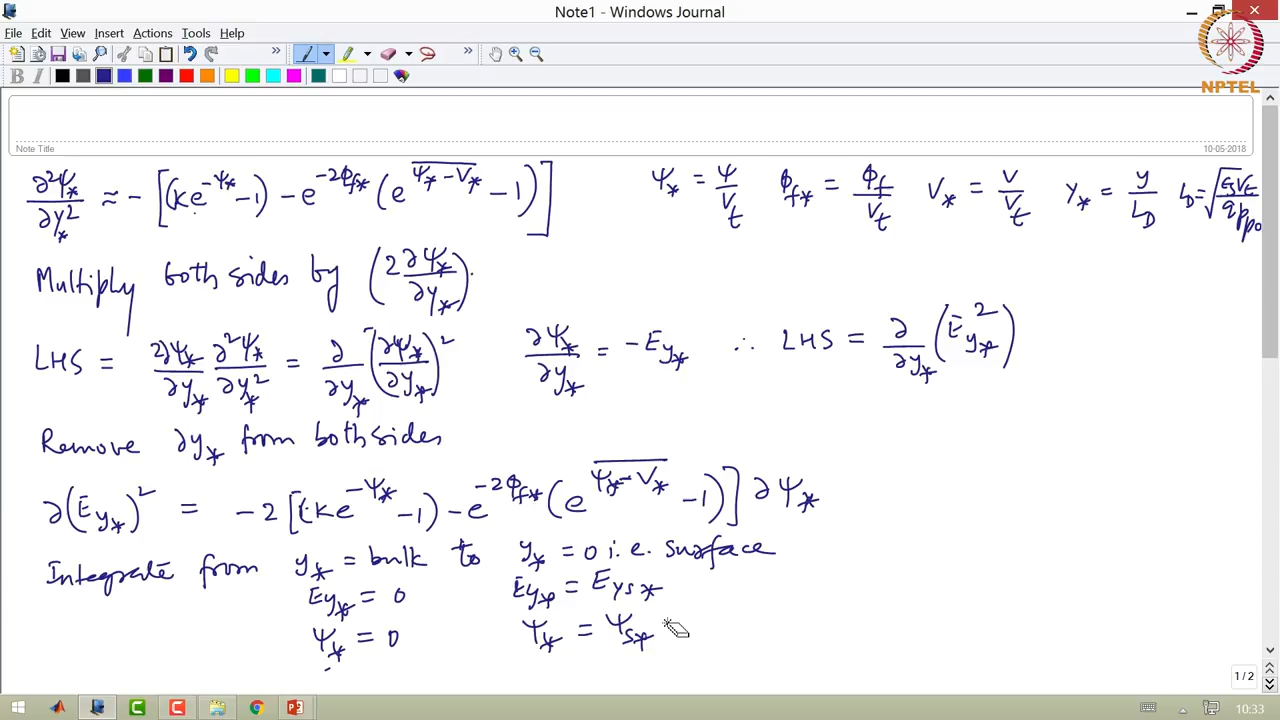 Note1 - Windows Journal
File Edit View Insert Actions Tools Help
NPTEL
Note Title
10-05-2018
∂²Ψ*/∂y*² ≈ - [(ke^(-Ψ*) -1) - e^(-2ϕf*) (e^(Ψ* - V*) - 1)] Ψ* = Ψ/Vt ϕf* = ϕf/Vt V* = V/Vt Y* = y/LD LD = √(εsVt/qPpo)
Multiply both sides by (2∂Ψ*/∂y*).
LHS = 2∂Ψ*/∂y* ∂²Ψ*/∂y*² = ∂/∂y* (∂Ψ*/∂y*)² ∂Ψ*/∂y* = -Ey* ∴ LHS = ∂/∂y* (Ey*²)
Remove ∂y* from both sides
∂(Ey*)² = -2 [(ke^(-Ψ*) -1) - e^(-2ϕf*) (e^(Ψ* - V*) -1)] ∂Ψ*
Integrate from y* = bulk to y* = 0 i.e. surface
Ey* = 0 Ey* = Eys*
Ψ* = 0 Ψ* = Ψs*
1/2
10:33